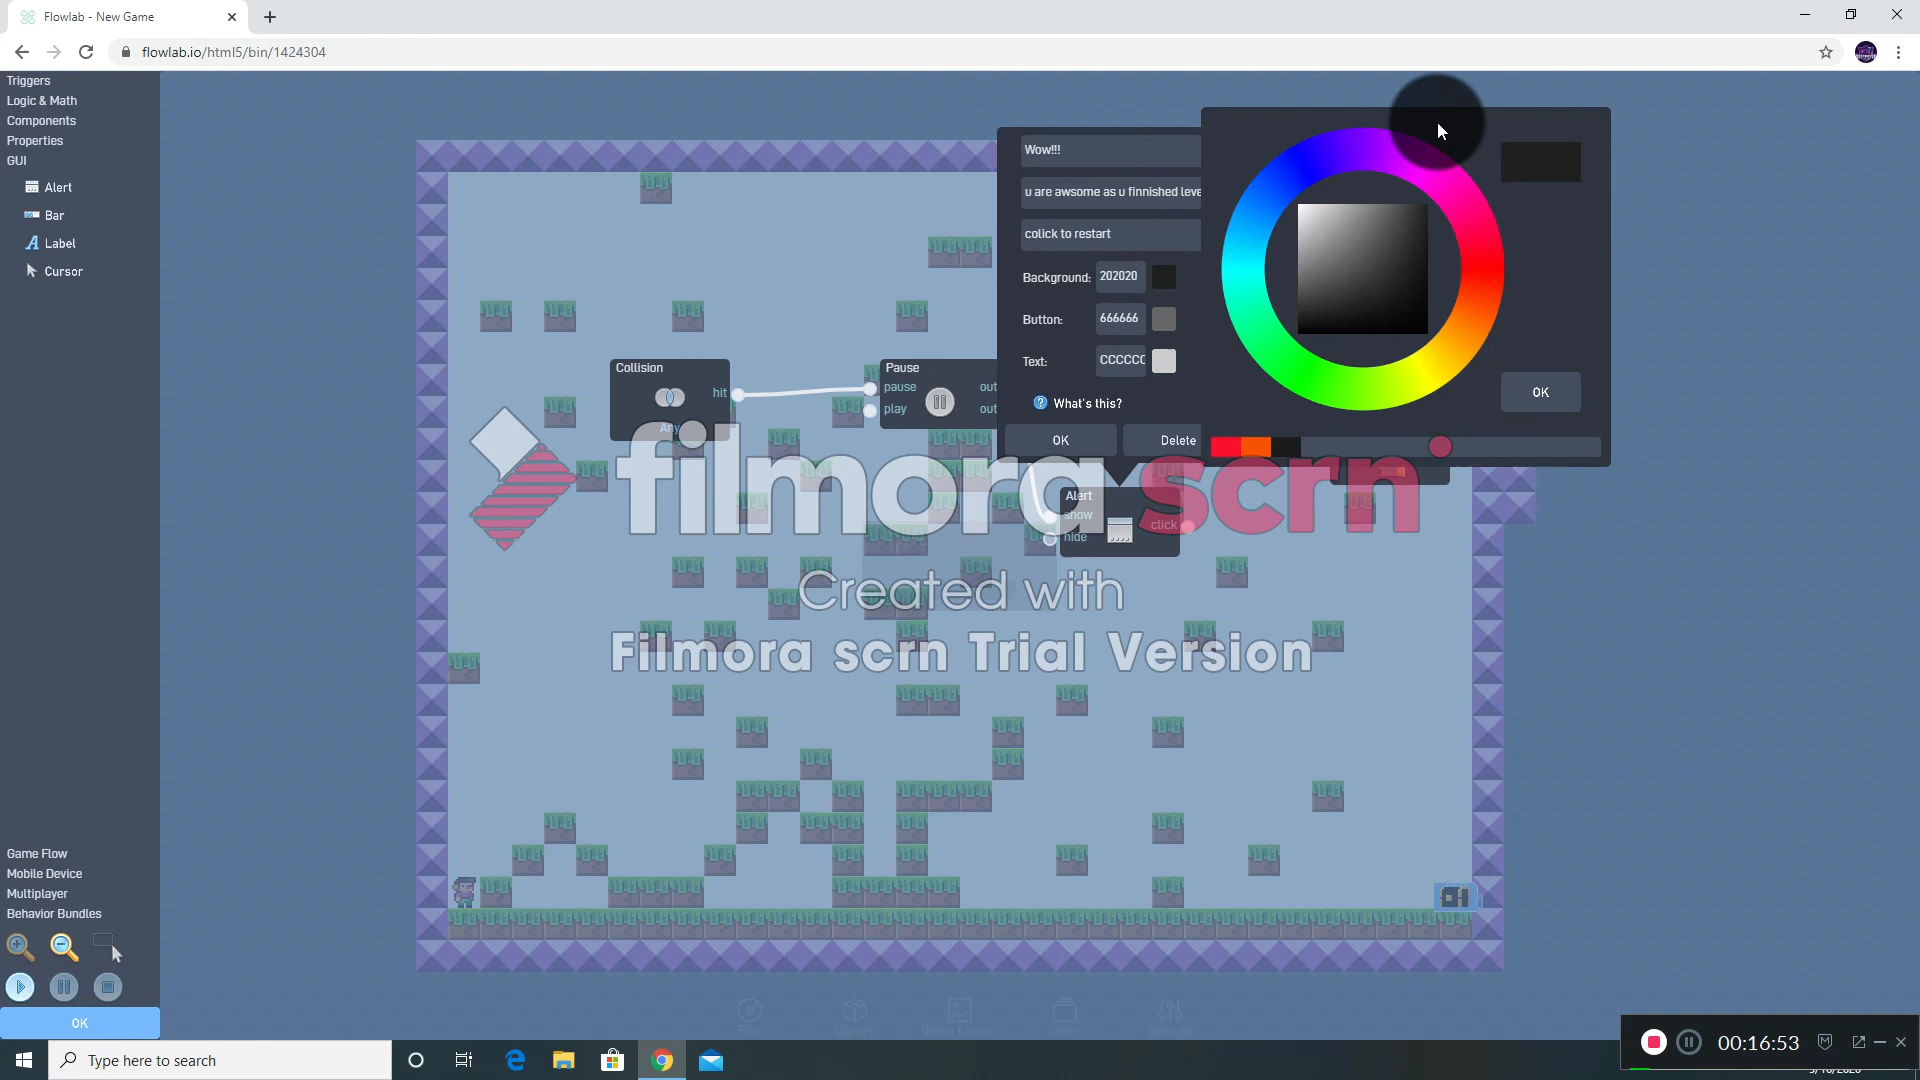 Flowlab - New Game
flowlab.io/html5/bin/1424304
Triggers
Logic & Math
Components
Properties
GUI
Alert
Bar
Label
Cursor
Wow!!!
u are awsome as u finnished leve
colick to restart
Background: 202020
Button: 666666
Text: CCCCCC
What's this?
OK
Delete
OK
Collision
hit
Any
Pause
pause
out
play
out
Alert
show
click
hide
filmora scrn
Created with
Filmora scrn Trial Version
Game Flow
Mobile Device
Multiplayer
Behavior Bundles
OK
Type here to search
00:16:53